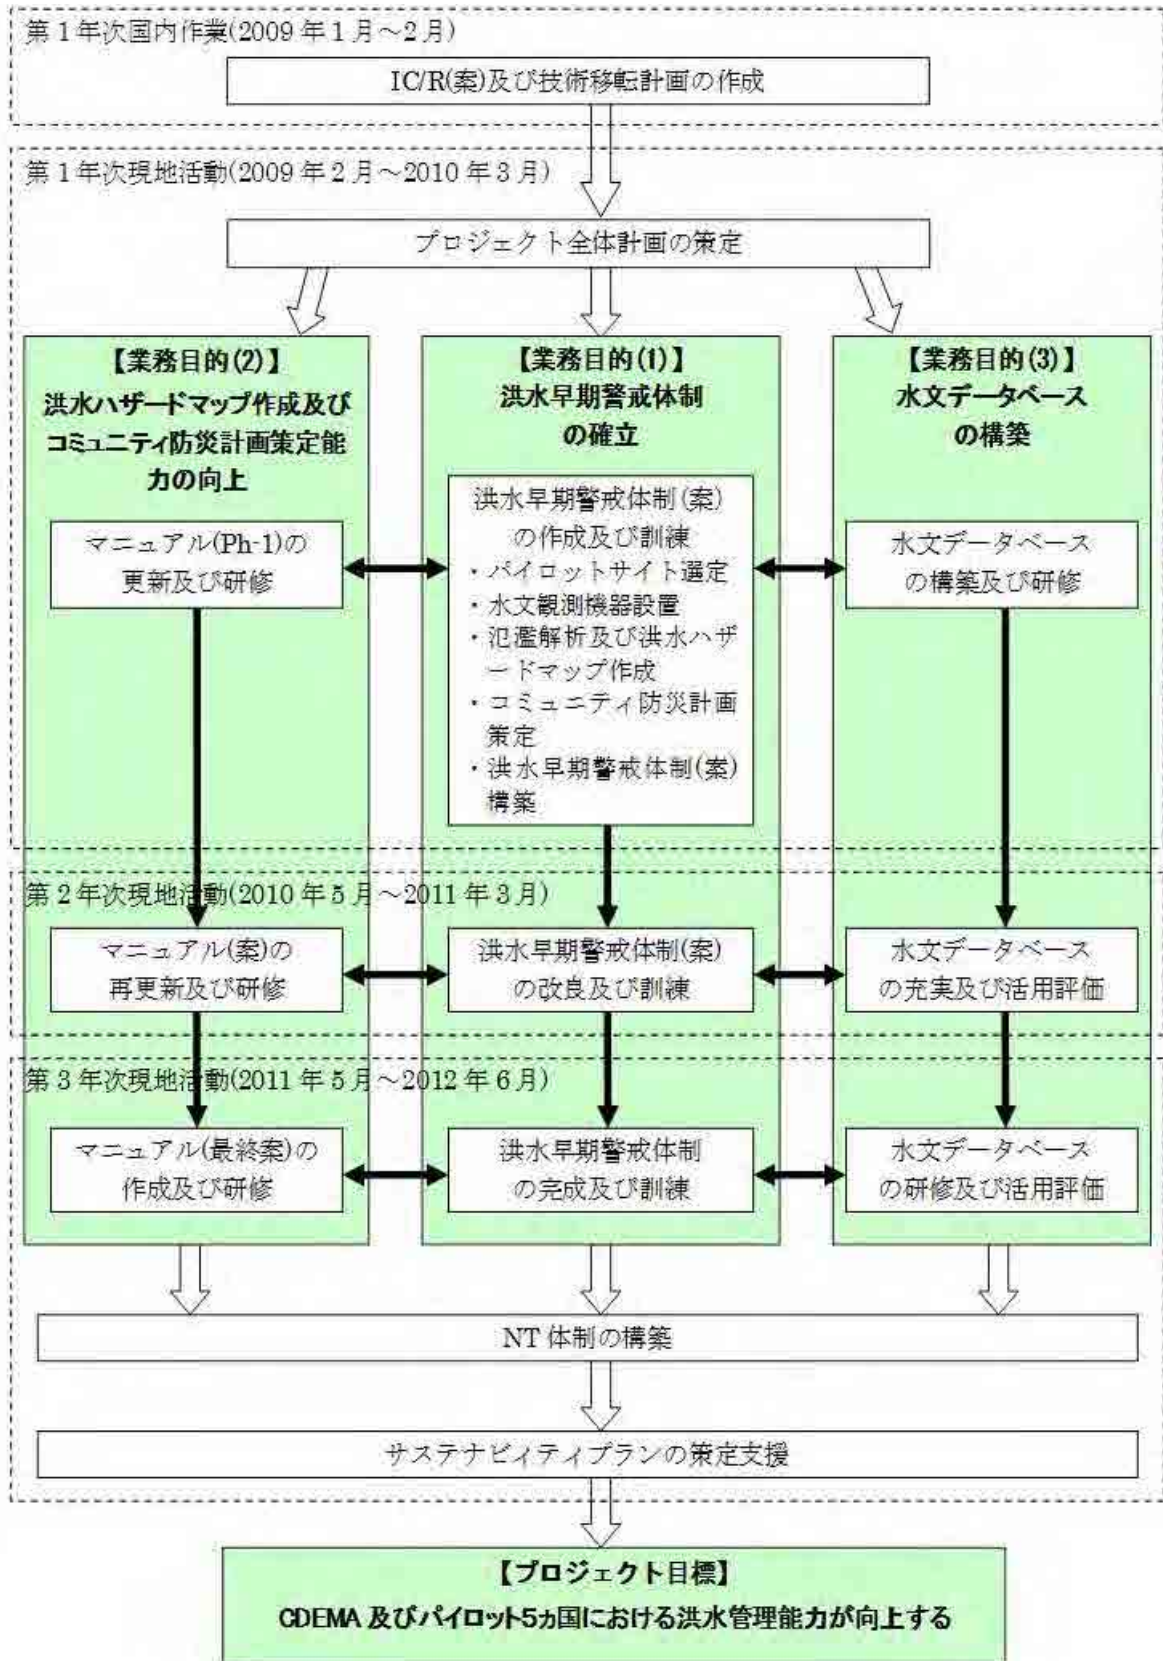 第1年次国内作業(2009年1月～2月)
IC/R(案)及び技術移転計画の作成
第1年次現地活動(2009年2月～2010年3月)
プロジェクト全体計画の策定
【業務目的(2)】
洪水ハザードマップ作成及び
コミュニティ防災計画策定能
力の向上
マニュアル(Ph-1)の
更新及び研修
【業務目的(1)】
洪水早期警戒体制
の確立
洪水早期警戒体制(案)
の作成及び訓練
・パイロットサイト選定
・水文観測機器設置
・氾濫解析及び洪水ハザ
ードマップ作成
・コミュニティ防災計画
策定
・洪水早期警戒体制(案)
構築
【業務目的(3)】
水文データベース
の構築
水文データベース
の構築及び研修
第2年次現地活動(2010年5月～2011年3月)
マニュアル(案)の
再更新及び研修
洪水早期警戒体制(案)
の改良及び訓練
水文データベース
の充実及び活用評価
第3年次現地活動(2011年5月～2012年6月)
マニュアル(最終案)の
作成及び研修
洪水早期警戒体制
の完成及び訓練
水文データベース
の研修及び活用評価
NT体制の構築
サステナビィティプランの策定支援
【プロジェクト目標】
CDEMA及びパイロット5ヵ国における洪水管理能力が向上する